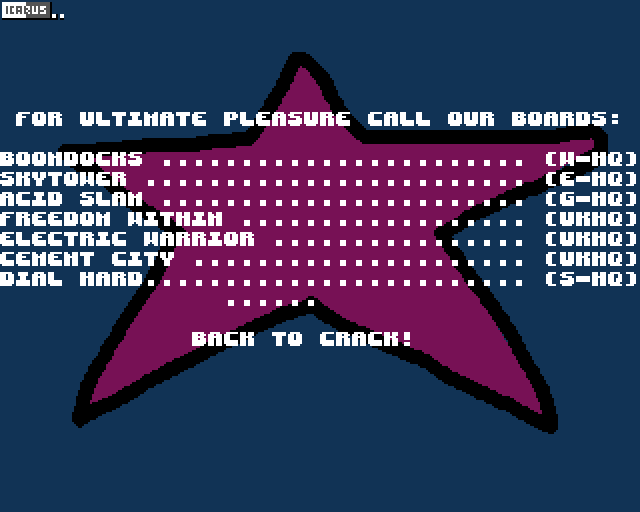 ICARUS..
FOR ULTIMATE PLEASURE CALL OUR BOARDS:
BOONDOCKS ....................... (W-HQ)
SKYTOWER ........................ (E-HQ)
ACID SLAM ....................... (G-HQ)
FREEDOM WITHIN .................. (UKHQ)
ELECTRIC WARRIOR ................ (UKHQ)
CEMENT CITY ..................... (UKHQ)
DIAL HARD........................ (S-HQ)
......
BACK TO CRACK!